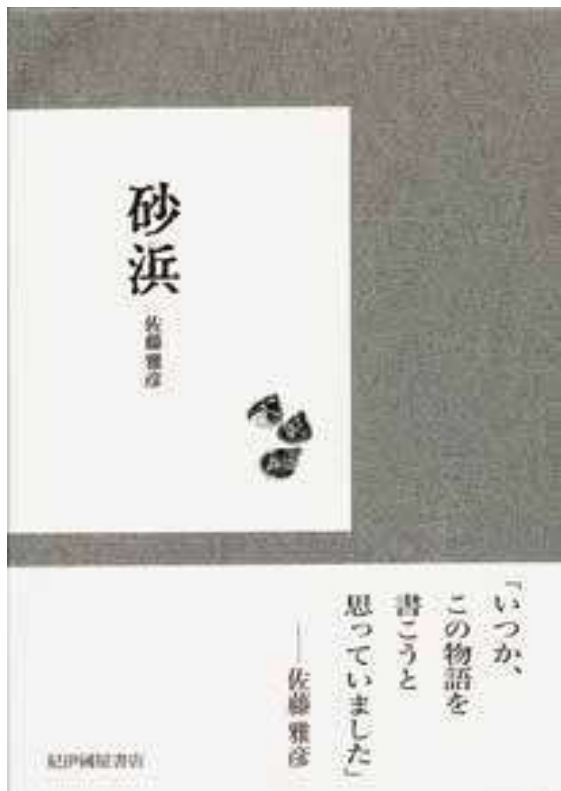 砂浜
佐藤雅彦
「いつか、
この物語を
書こうと
思っていました」
──佐藤雅彦
紀伊國屋書店